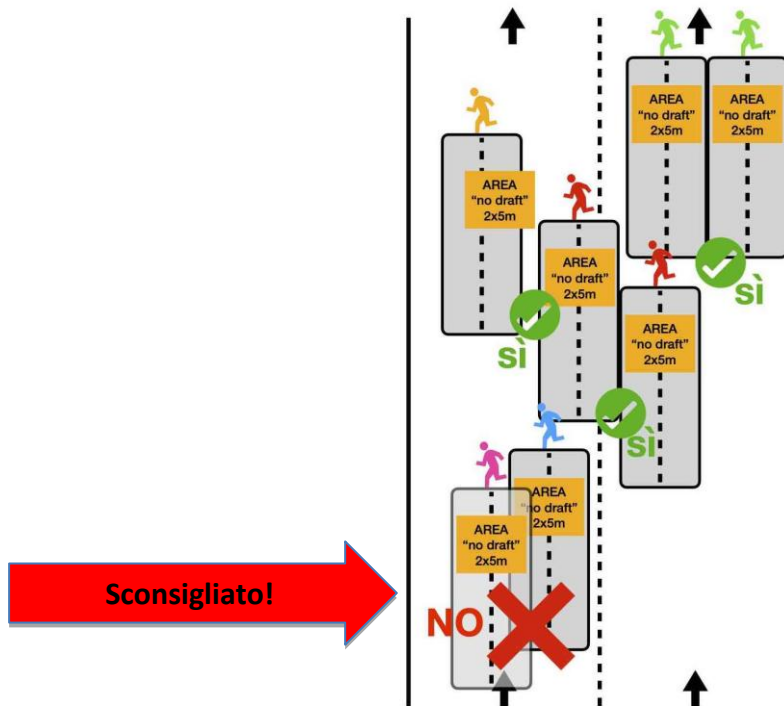 AREA
“no draft”
2x5m
AREA
“no draft”
2x5m
AREA
“no draft”
2x5m
AREA
“no draft”
2x5m
SÌ
AREA
“no draft”
2x5m
SÌ
SÌ
AREA
“no draft”
2x5m
AREA
“no draft”
2x5m
Sconsigliato!
NO